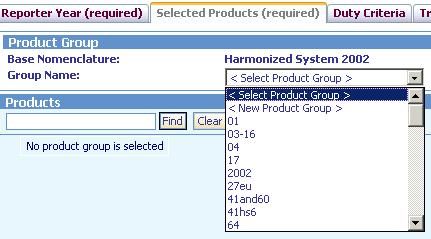 Reporter Year (required) Selected Products (required) Duty Criteria
Product Group
Base Nomenclature: Harmonized System 2002
Group Name: < Select Product Group >
< Select Product Group >
< New Product Group >
01
03-16
04
17
2002
27eu
41and60
41hs6
64
Products
Find Clear
No product group is selected